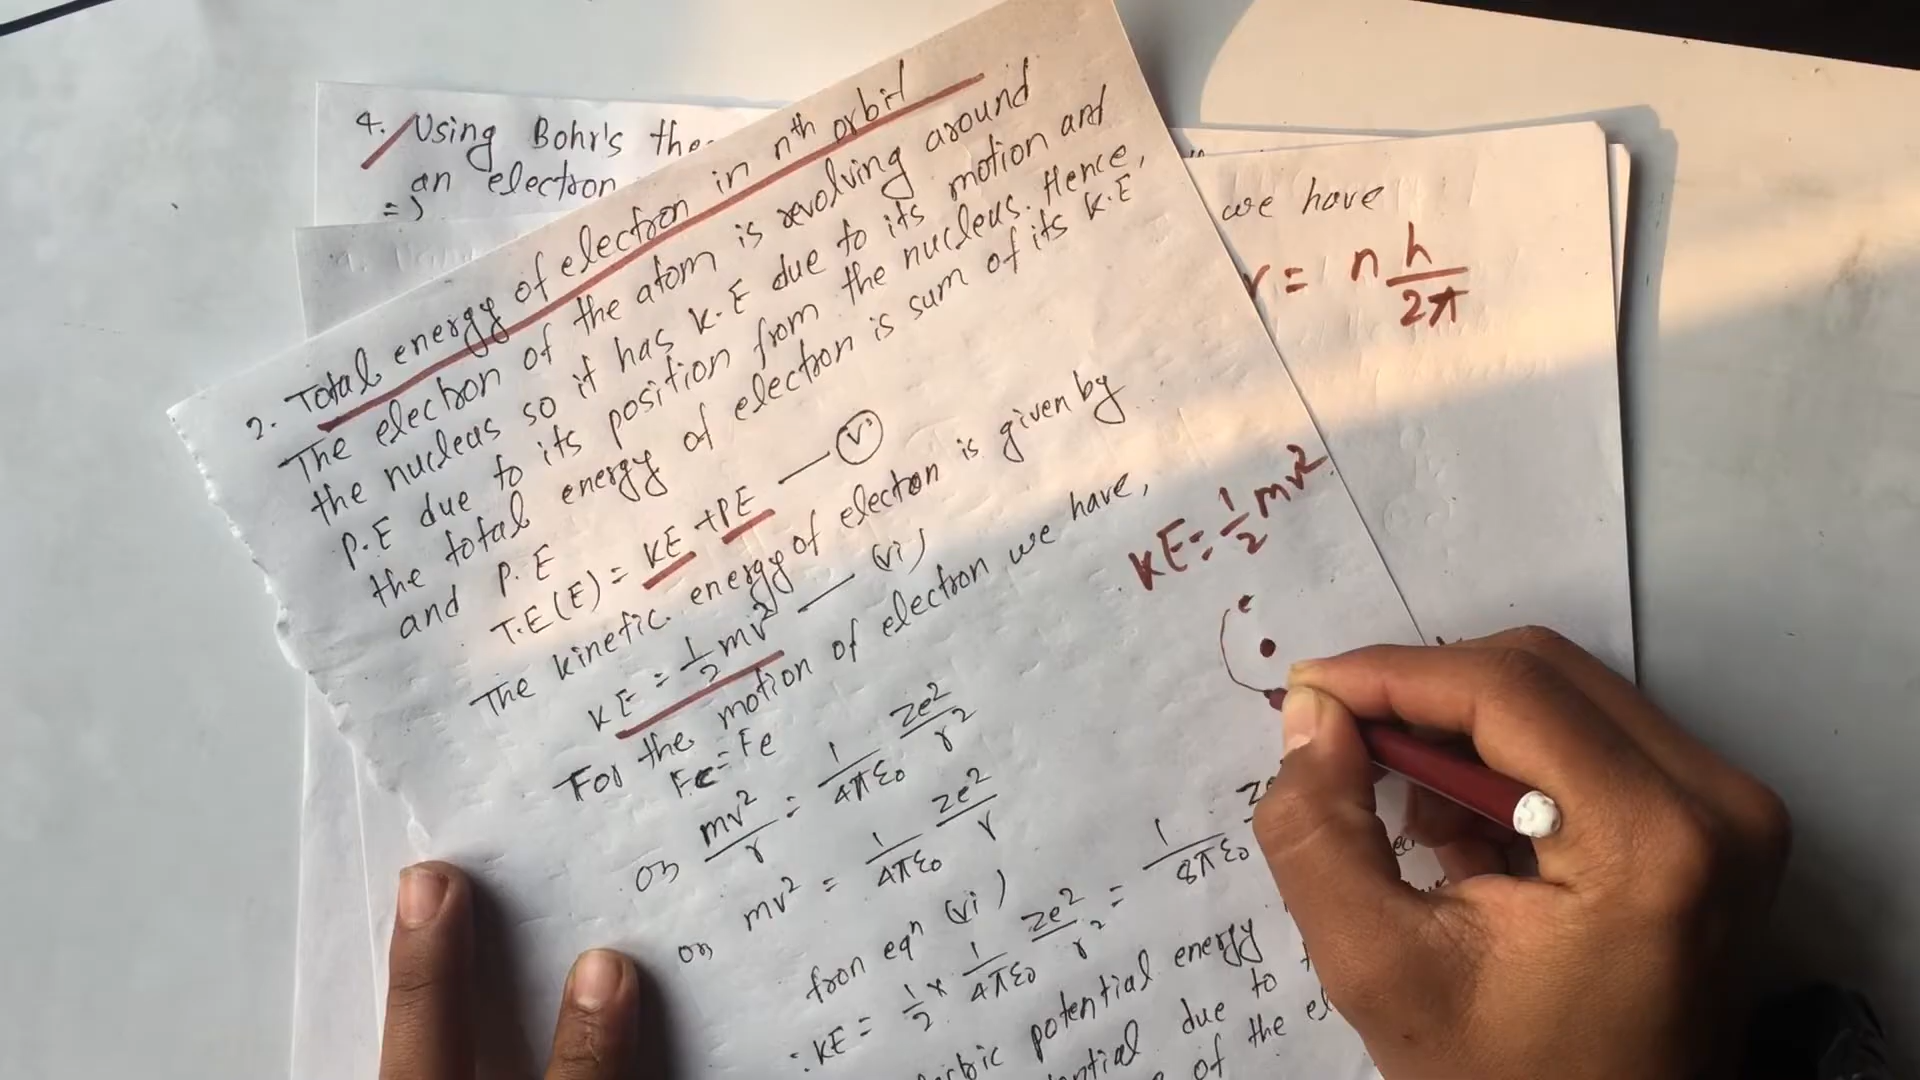 4. Using Bohr's
= an electron
we have
r = n h/2π
2. Total energy of electron in nth orbit
The electron of the atom is revolving around
the nucleus so it has K.E due to its motion and
P.E due to its position from the nucleus. Hence,
the total energy of electron is sum of its K.E
and P.E
T.E(E) = KE + PE — (v)
The kinetic energy of electron is given by
KE = 1/2 mv² — (vi)
KE = 1/2 mv²
e
For the motion of electron we have,
Fc = Fe
or mv²/r = 1/4πε₀ ze²/r²
or mv² = 1/4πε₀ ze²/r
from eqn (vi)
∴ KE = 1/2 × 1/4πε₀ ze²/r² = 1/8πε₀
potential energy
due to
of the